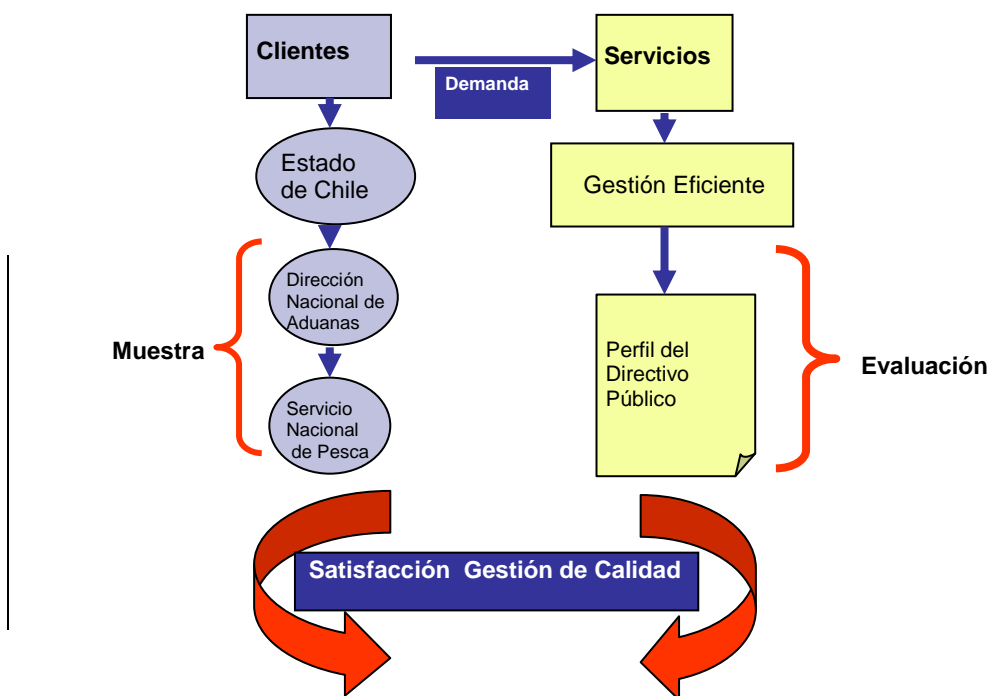 Clientes
Demanda
Servicios
Estado
de Chile
Gestión Eficiente
Dirección
Nacional de
Aduanas
Muestra
Servicio
Nacional
de Pesca
Perfil del
Directivo
Público
Evaluación
Satisfacción Gestión de Calidad